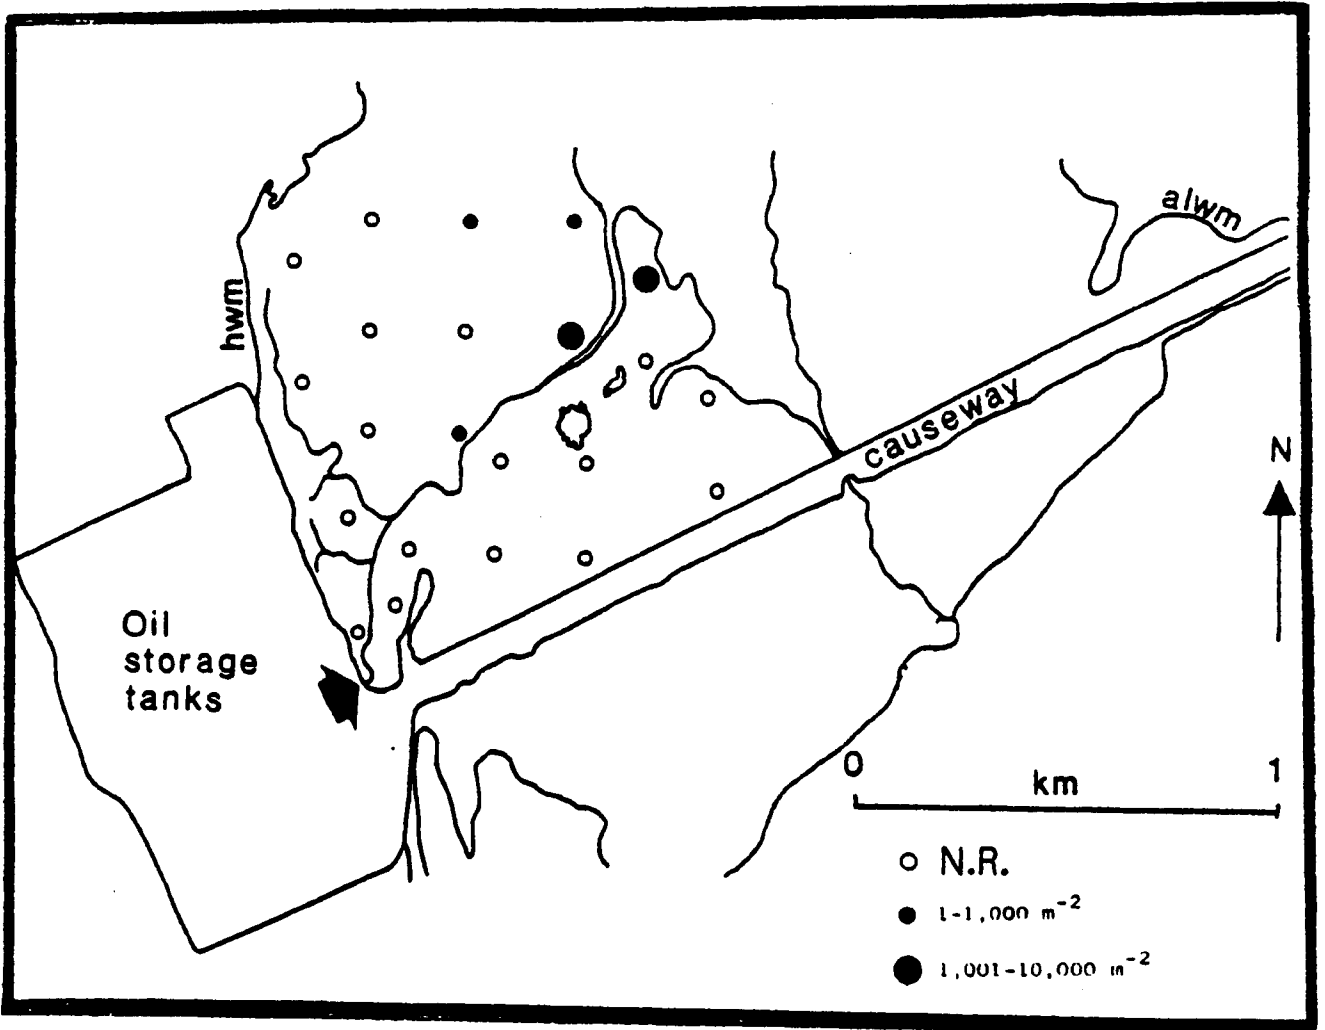 alwm
hwm
causeway
N
Oil
storage
tanks
0 1
km
N.R.
1-1,000 m-2
1,001-10,000 m-2